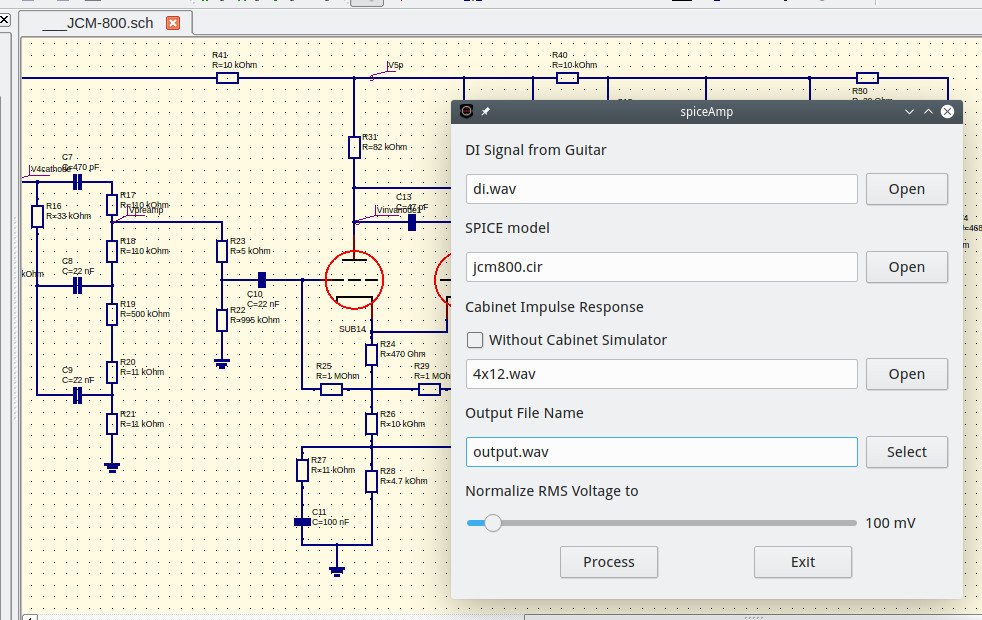 ___JCM-800.sch
R41
R=10 kOhm
V5p
R40
R=10 kOhm
R30
R31
R=82 kOhm
C7
C=470 pF
V4cathode
R17
R=110 kOhm
Vpreamp
R16
R=33 kOhm
C13
C=47 pF
R18
R=110 kOhm
R23
R=5 kOhm
C8
C=22 nF
kOhm
C10
C=22 nF
R19
R=500 kOhm
R22
R=995 kOhm
SUB14
R24
R=470 Ohm
C9
C=22 nF
R20
R=11 kOhm
R25
R=1 MOhm
R29
R=1 MOh
R21
R=11 kOhm
R26
R=10 kOhm
R27
R=11 kOhm
R28
R=4.7 kOhm
C11
C=100 nF
spiceAmp
DI Signal from Guitar
di.wav
Open
SPICE model
jcm800.cir
Open
Cabinet Impulse Response
Without Cabinet Simulator
4x12.wav
Open
Output File Name
output.wav
Select
Normalize RMS Voltage to
100 mV
Process
Exit